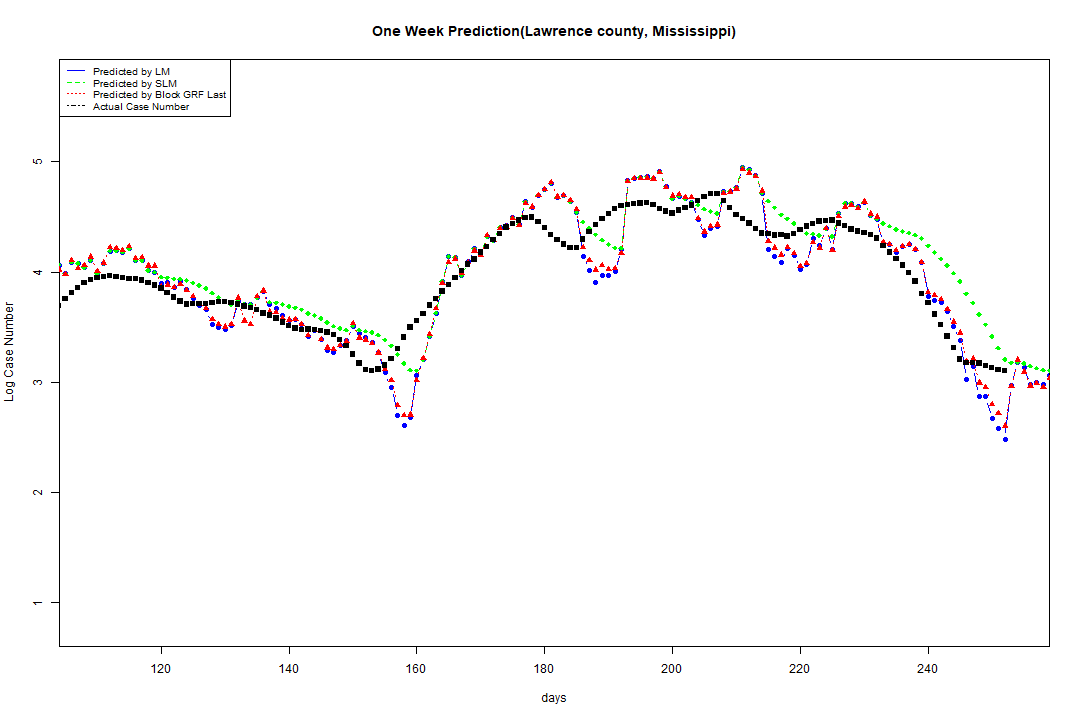 One Week Prediction(Lawrence county, Mississippi)
Predicted by LM
Predicted by SLM
Predicted by Block GRF Last
Actual Case Number
5
4
3
2
1
Log Case Number
120 140 160 180 200 220 240
days